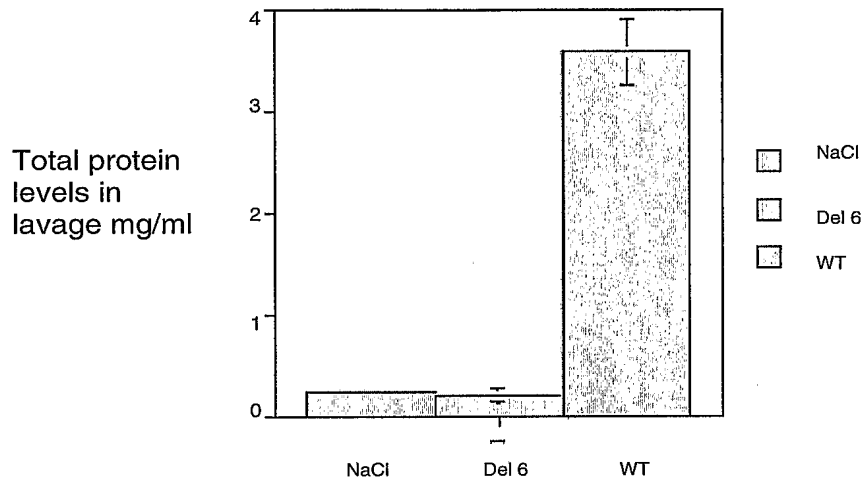 Total protein
levels in
lavage mg/ml
4
3
2
1
0
NaCl
Del 6
WT
NaCl
Del 6
WT